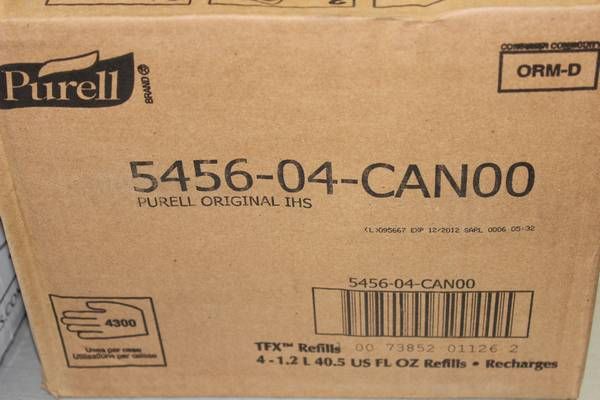 CONSUMER COMMODITY
ORM-D
Purell
BRAND
5456-04-CAN00
PURELL ORIGINAL IHS
(L)095667 EXP 12/2012 SAPL 0006 05:32
5456-04-CAN00
4300
Uses per case
Utilisations par caisse
TFX™ Refills 00 73852 01126 2
4-1.2 L 40.5 US FL OZ Refills • Recharges